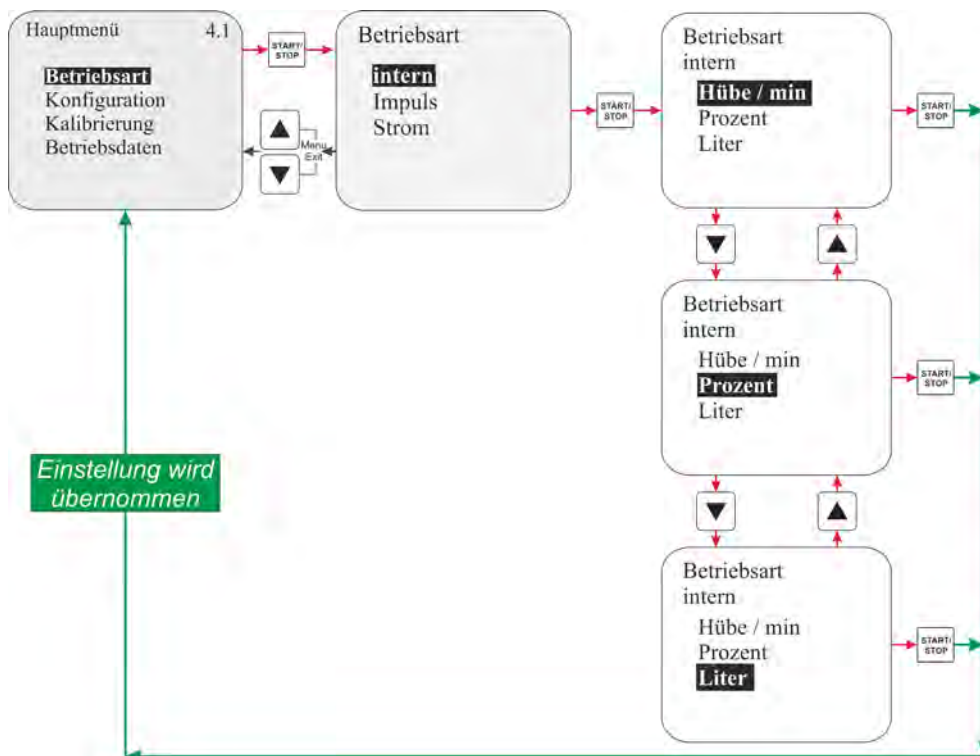 Hauptmenü 4.1
Betriebsart
Konfiguration
Kalibrierung
Betriebsdaten
START/
STOP
Menu
Exit
Betriebsart
intern
Impuls
Strom
START/
STOP
Betriebsart
intern
Hübe / min
Prozent
Liter
START/
STOP
Betriebsart
intern
Hübe / min
Prozent
Liter
START/
STOP
Einstellung wird
übernommen
Betriebsart
intern
Hübe / min
Prozent
Liter
START/
STOP